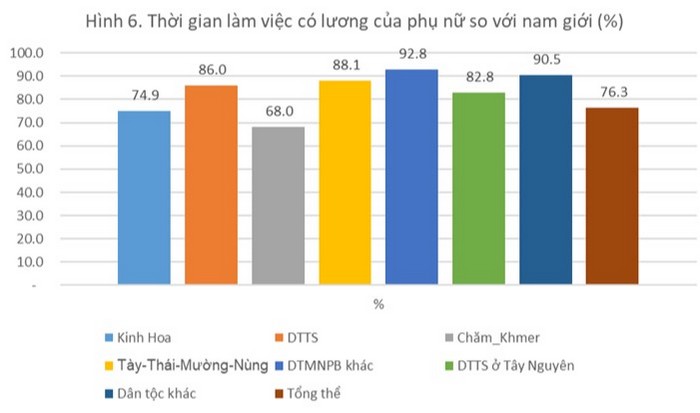 Hình 6. Thời gian làm việc có lương của phụ nữ so với nam giới (%)
100.0
90.0
80.0
70.0
60.0
50.0
40.0
30.0
20.0
10.0
-
74.9
86.0
68.0
88.1
92.8
82.8
90.5
76.3
%
Kinh Hoa
DTTS
Chăm_Khmer
Tày-Thái-Mường-Nùng
DTMNPB khác
DTTS ở Tây Nguyên
Dân tộc khác
Tổng thể